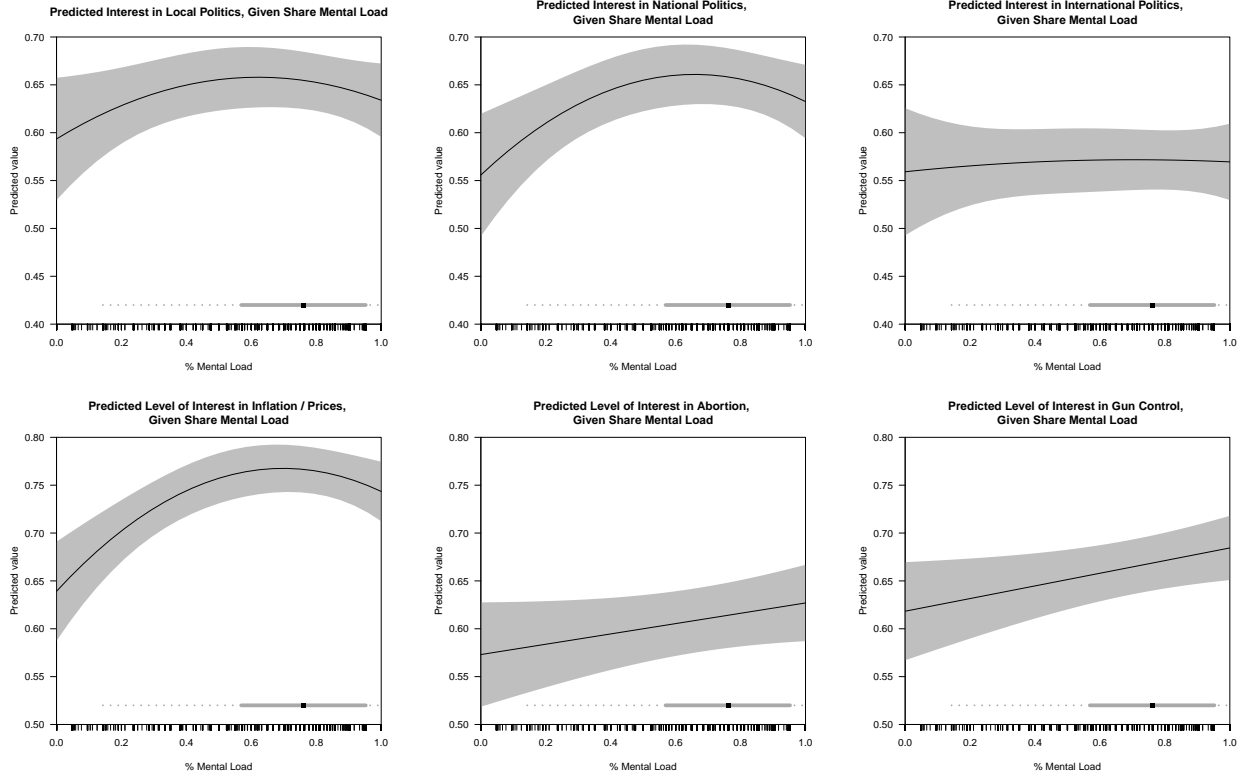 Predicted Interest in Local Politics, Given Share Mental Load
0.70
0.65
0.60
0.55
0.50
0.45
0.40
Predicted value
0.0 0.2 0.4 0.6 0.8 1.0
% Mental Load
Predicted Interest in National Politics,
Given Share Mental Load
0.70
0.65
0.60
0.55
0.50
0.45
0.40
Predicted value
0.0 0.2 0.4 0.6 0.8 1.0
% Mental Load
Predicted Interest in International Politics,
Given Share Mental Load
0.70
0.65
0.60
0.55
0.50
0.45
0.40
Predicted value
0.0 0.2 0.4 0.6 0.8 1.0
% Mental Load
Predicted Level of Interest in Inflation / Prices,
Given Share Mental Load
0.80
0.75
0.70
0.65
0.60
0.55
0.50
Predicted value
0.0 0.2 0.4 0.6 0.8 1.0
% Mental Load
Predicted Level of Interest in Abortion,
Given Share Mental Load
0.80
0.75
0.70
0.65
0.60
0.55
0.50
Predicted value
0.0 0.2 0.4 0.6 0.8 1.0
% Mental Load
Predicted Level of Interest in Gun Control,
Given Share Mental Load
0.80
0.75
0.70
0.65
0.60
0.55
0.50
Predicted value
0.0 0.2 0.4 0.6 0.8 1.0
% Mental Load